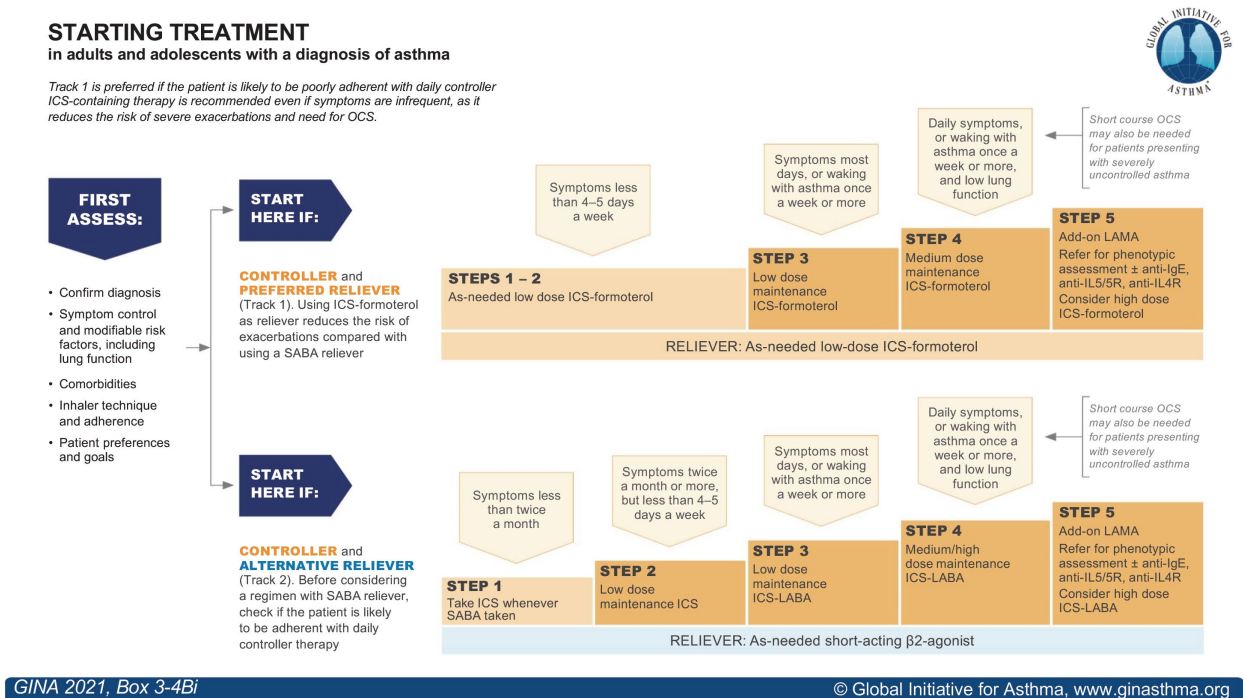 STARTING TREATMENT
in adults and adolescents with a diagnosis of asthma
Track 1 is preferred if the patient is likely to be poorly adherent with daily controller
ICS-containing therapy is recommended even if symptoms are infrequent, as it
reduces the risk of severe exacerbations and need for OCS.
GLOBAL INITIATIVE FOR
ASTHMA
FIRST
ASSESS:
• Confirm diagnosis
• Symptom control
and modifiable risk
factors, including
lung function
• Comorbidities
• Inhaler technique
and adherence
• Patient preferences
and goals
START
HERE IF:
CONTROLLER and
PREFERRED RELIEVER
(Track 1). Using ICS-formoterol
as reliever reduces the risk of
exacerbations compared with
using a SABA reliever
Symptoms less
than 4–5 days
a week
Symptoms most
days, or waking
with asthma once
a week or more
Daily symptoms,
or waking with
asthma once a
week or more,
and low lung
function
Short course OCS
may also be needed
for patients presenting
with severely
uncontrolled asthma
STEPS 1 – 2
As-needed low dose ICS-formoterol
STEP 3
Low dose
maintenance
ICS-formoterol
STEP 4
Medium dose
maintenance
ICS-formoterol
STEP 5
Add-on LAMA
Refer for phenotypic
assessment ± anti-IgE,
anti-IL5/5R, anti-IL4R
Consider high dose
ICS-formoterol
RELIEVER: As-needed low-dose ICS-formoterol
START
HERE IF:
CONTROLLER and
ALTERNATIVE RELIEVER
(Track 2). Before considering
a regimen with SABA reliever,
check if the patient is likely
to be adherent with daily
controller therapy
Symptoms less
than twice
a month
Symptoms twice
a month or more,
but less than 4–5
days a week
Symptoms most
days, or waking
with asthma once
a week or more
Daily symptoms,
or waking with
asthma once a
week or more,
and low lung
function
Short course OCS
may also be needed
for patients presenting
with severely
uncontrolled asthma
STEP 1
Take ICS whenever
SABA taken
STEP 2
Low dose
maintenance ICS
STEP 3
Low dose
maintenance
ICS-LABA
STEP 4
Medium/high
dose maintenance
ICS-LABA
STEP 5
Add-on LAMA
Refer for phenotypic
assessment ± anti-IgE,
anti-IL5/5R, anti-IL4R
Consider high dose
ICS-LABA
RELIEVER: As-needed short-acting β2-agonist
GINA 2021, Box 3-4Bi
© Global Initiative for Asthma, www.ginasthma.org